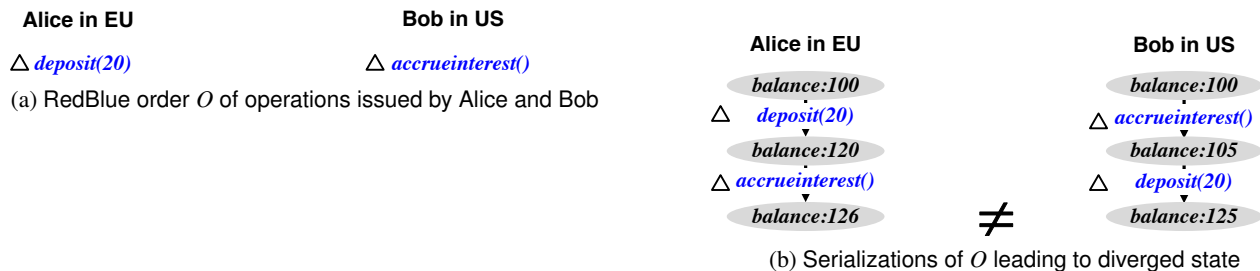 Alice in EU
Bob in US
deposit(20)
accrueinterest()
(a) RedBlue order O of operations issued by Alice and Bob
Alice in EU
balance:100
deposit(20)
balance:120
accrueinterest()
balance:126
≠
Bob in US
balance:100
accrueinterest()
balance:105
deposit(20)
balance:125
(b) Serializations of O leading to diverged state